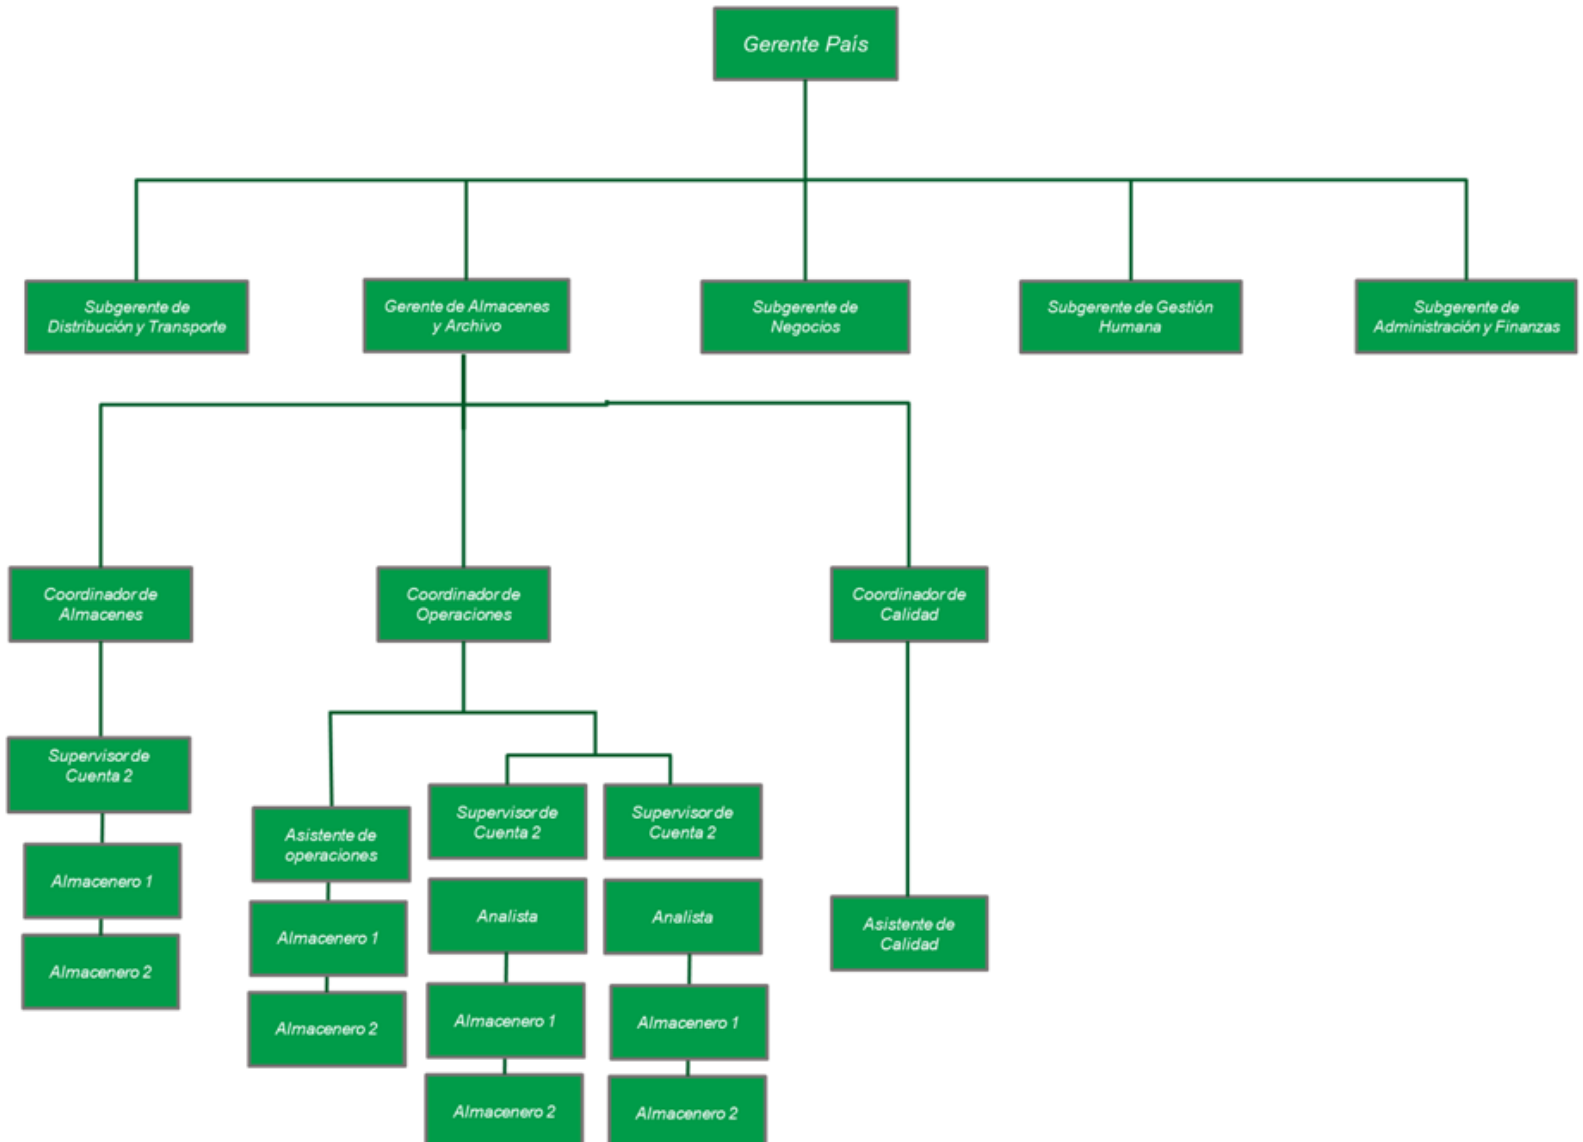 Gerente País
Subgerente de
Distribución y Transporte
Gerente de Almacenes
y Archivo
Subgerente de
Negocios
Subgerente de Gestión
Humana
Subgerente de
Administración y Finanzas
Coordinador de
Almacenes
Coordinador de
Operaciones
Coordinador de
Calidad
Supervisor de
Cuenta 2
Almacenero 1
Almacenero 2
Asistente de
operaciones
Almacenero 1
Almacenero 2
Supervisor de
Cuenta 2
Analista
Almacenero 1
Almacenero 2
Supervisor de
Cuenta 2
Analista
Almacenero 1
Almacenero 2
Asistente de
Calidad